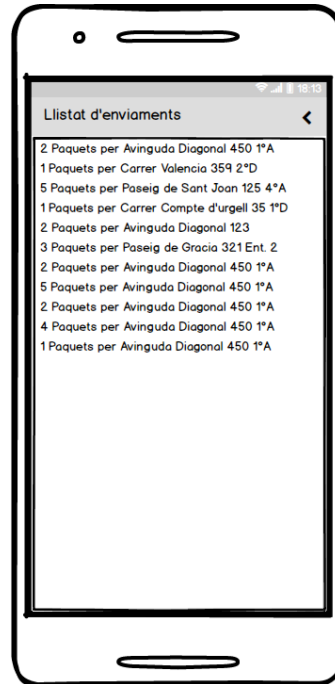 18:13
Llistat d'enviaments
2 Paquets per Avinguda Diagonal 450 1ºA
1 Paquets per Carrer Valencia 359 2ºD
5 Paquets per Paseig de Sant Joan 125 4ºA
1 Paquets per Carrer Compte d'urgell 35 1ºD
2 Paquets per Avinguda Diagonal 123
3 Paquets per Paseig de Gracia 321 Ent. 2
2 Paquets per Avinguda Diagonal 450 1ºA
5 Paquets per Avinguda Diagonal 450 1ºA
2 Paquets per Avinguda Diagonal 450 1ºA
4 Paquets per Avinguda Diagonal 450 1ºA
1 Paquets per Avinguda Diagonal 450 1ºA